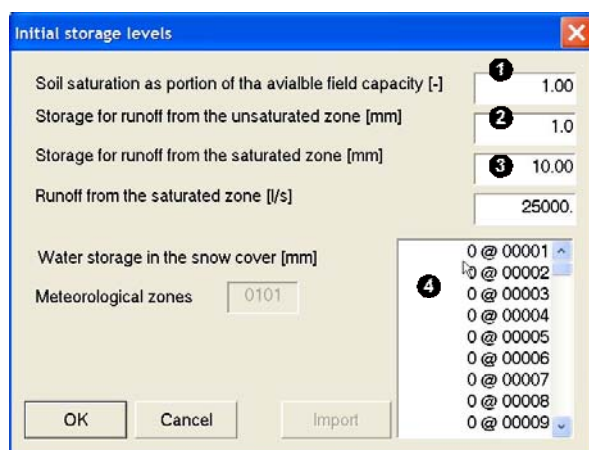 Initial storage levels
Soil saturation as portion of tha avialble field capacity [-]
1
1.00
Storage for runoff from the unsaturated zone [mm]
2
1.0
Storage for runoff from the saturated zone [mm]
3
10.00
Runoff from the saturated zone [l/s]
25000.
Water storage in the snow cover [mm]
Meteorological zones
0101
4
0 @ 00001
0 @ 00002
0 @ 00003
0 @ 00004
0 @ 00005
0 @ 00006
0 @ 00007
0 @ 00008
0 @ 00009
OK
Cancel
Import